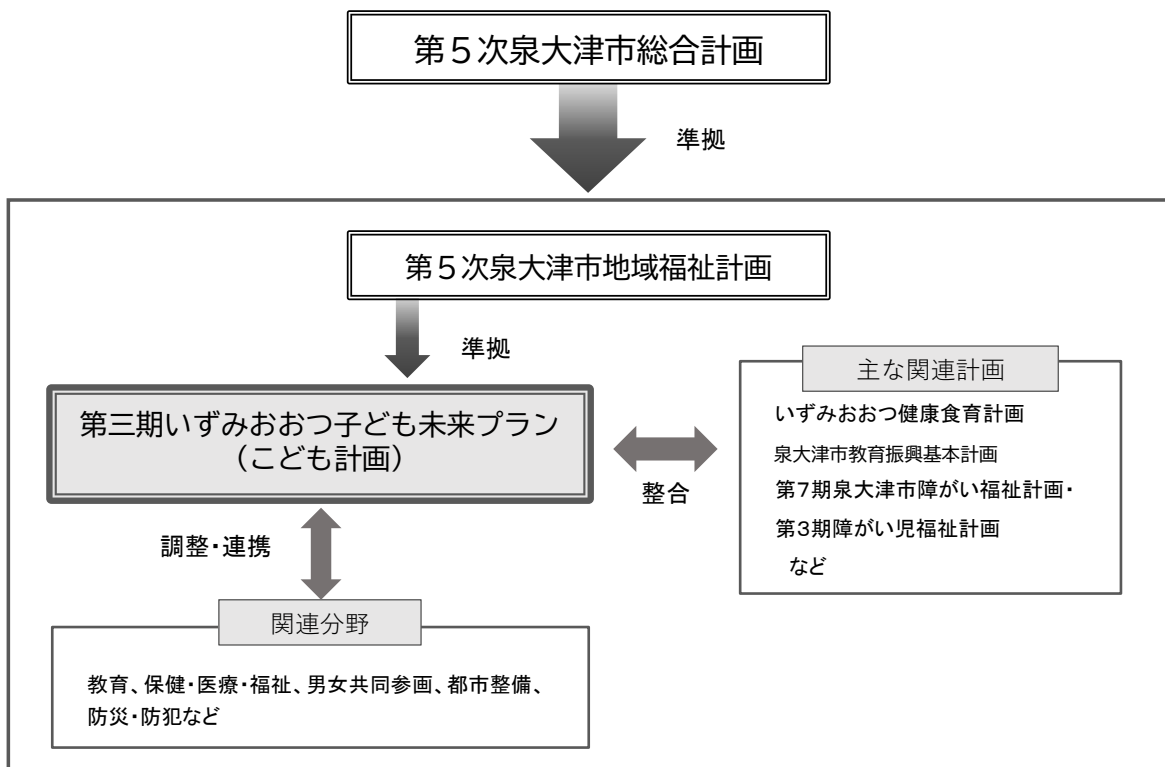 第5次泉大津市総合計画
準拠
第5次泉大津市地域福祉計画
準拠
第三期いずみおおつ子ども未来プラン
（こども計画）
整合
主な関連計画
いずみおおつ健康食育計画
泉大津市教育振興基本計画
第7期泉大津市障がい福祉計画・
第3期障がい児福祉計画
など
調整・連携
関連分野
教育、保健・医療・福祉、男女共同参画、都市整備、
防災・防犯など